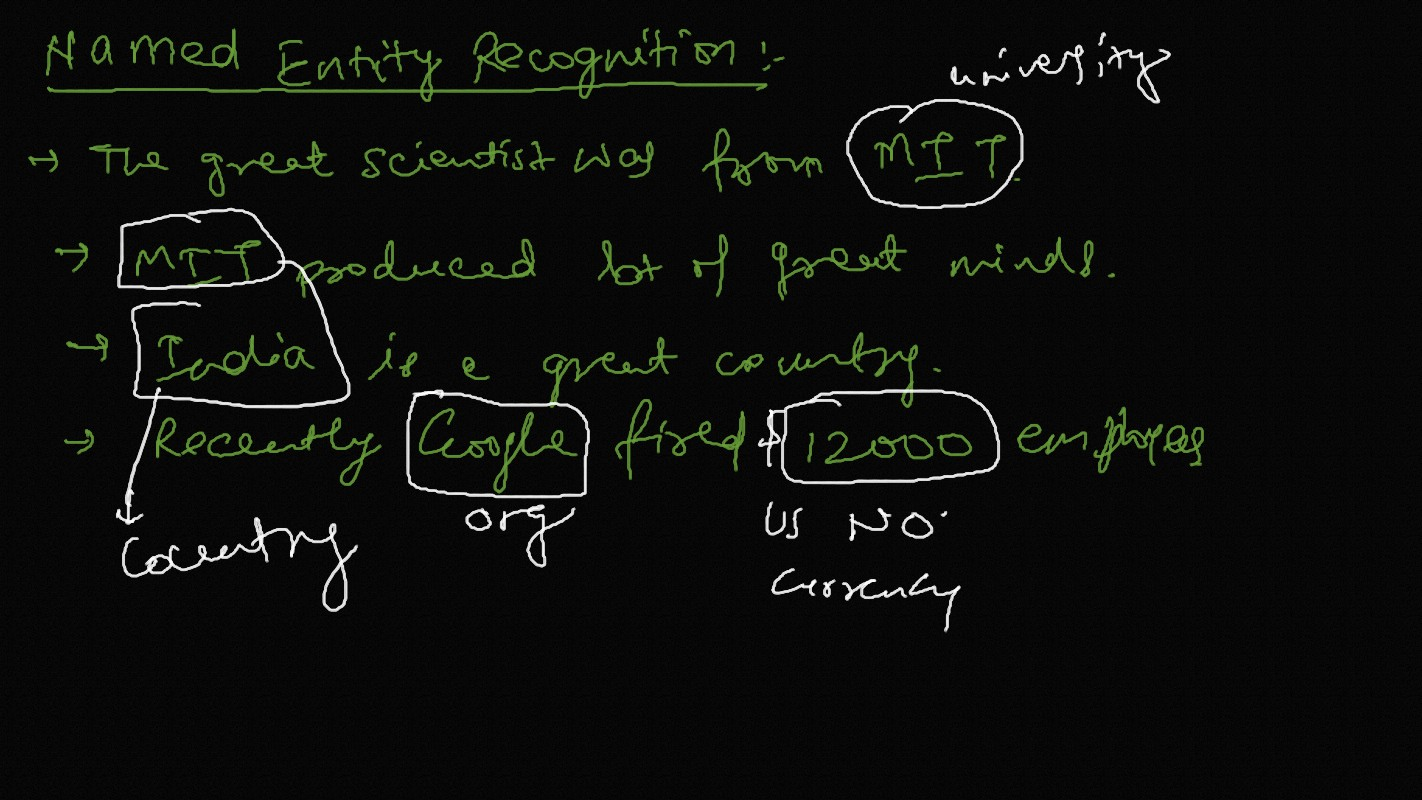 Named Entity Recognition :-
university
→ The great scientist was from MIT.
→ MIT produced lot of great minds.
→ India is a great country.
→ Recently Google fired $ 12000 employees
Country
org
US NO.
Currency